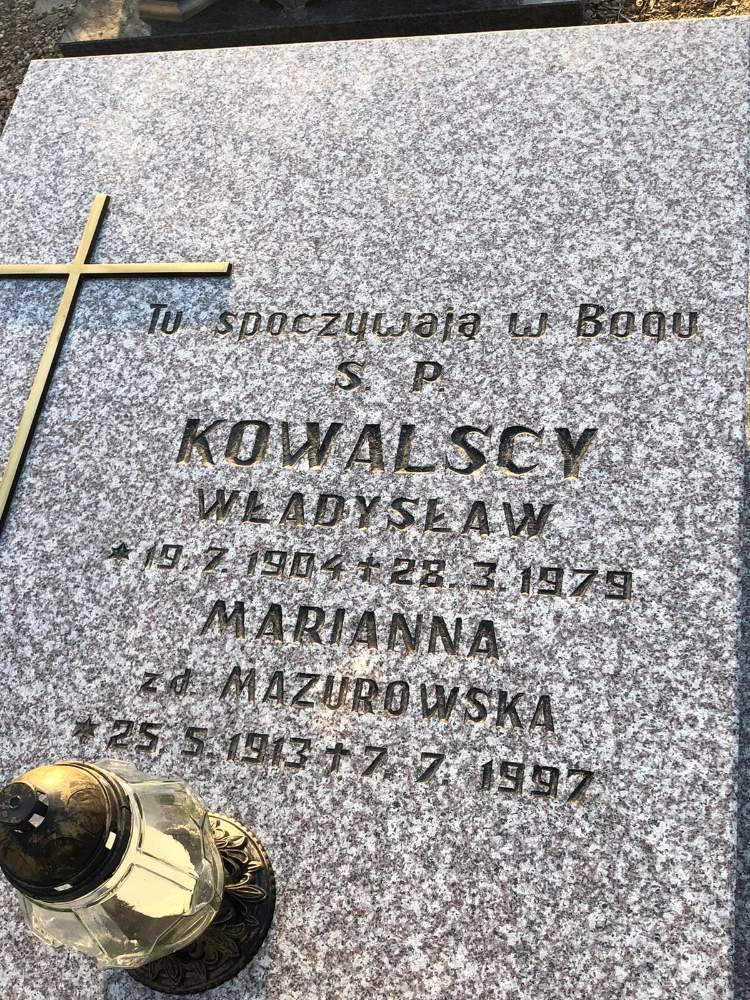 Tu spoczywają w Bogu
Ś. P.
KOWALSCY
WŁADYSŁAW
*19. 7. 1904 ✝ 28. 3. 1979
MARIANNA
z d. MAZUROWSKA
*25. 5. 1913 ✝ 7. 7. 1997